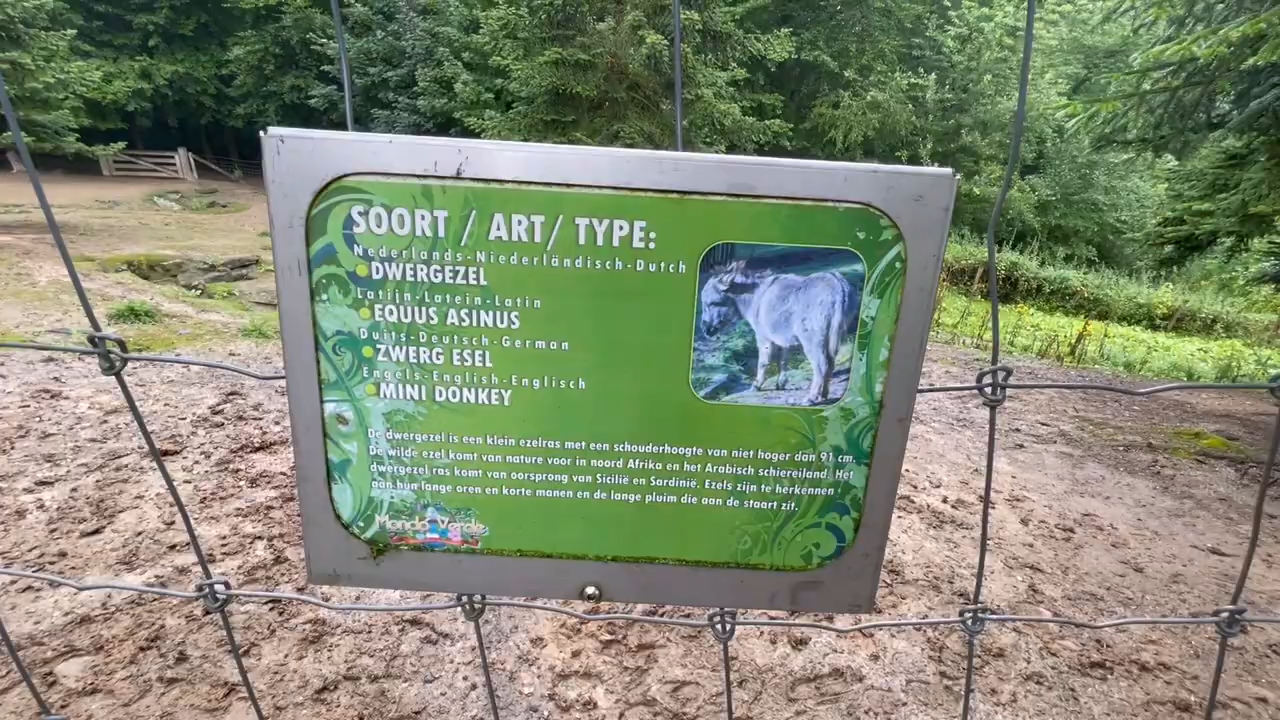 SOORT / ART/ TYPE:
Nederlands-Niederländisch-Dutch
DWERGEZEL
Latijn-Latein-Latin
EQUUS ASINUS
Duits-Deutsch-German
ZWERG ESEL
Engels-English-Englisch
MINI DONKEY
De dwergezel is een klein ezelras met een schouderhoogte van niet hoger dan 91 cm.
De wilde ezel komt van nature voor in noord Afrika en het Arabisch schiereiland. Het
dwergezel ras komt van oorsprong van Sicilië en Sardinië. Ezels zijn te herkennen
aan hun lange oren en korte manen en de lange pluim die aan de staart zit.
Mondo Verde